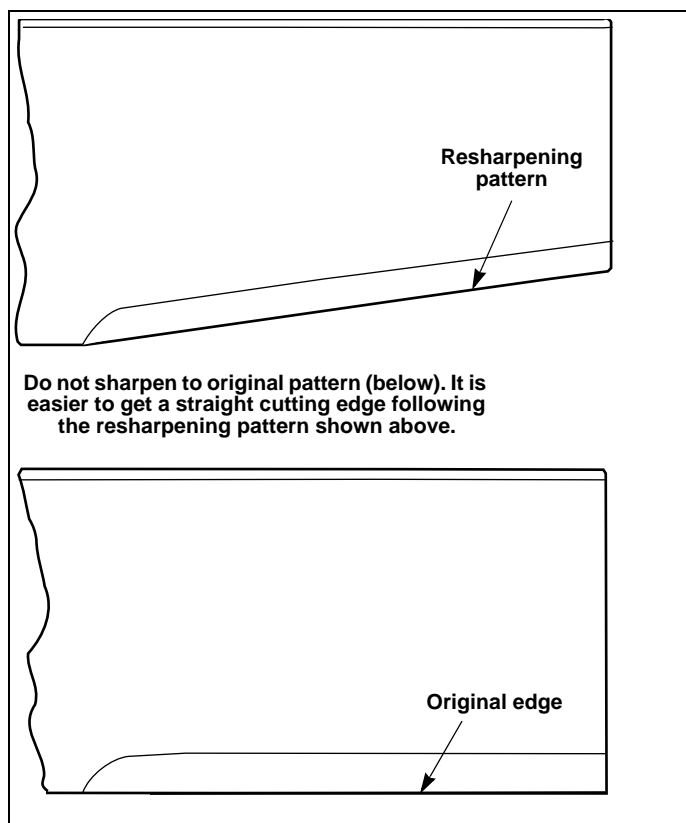 Resharpening
pattern
Do not sharpen to original pattern (below). It is
easier to get a straight cutting edge following
the resharpening pattern shown above.
Original edge